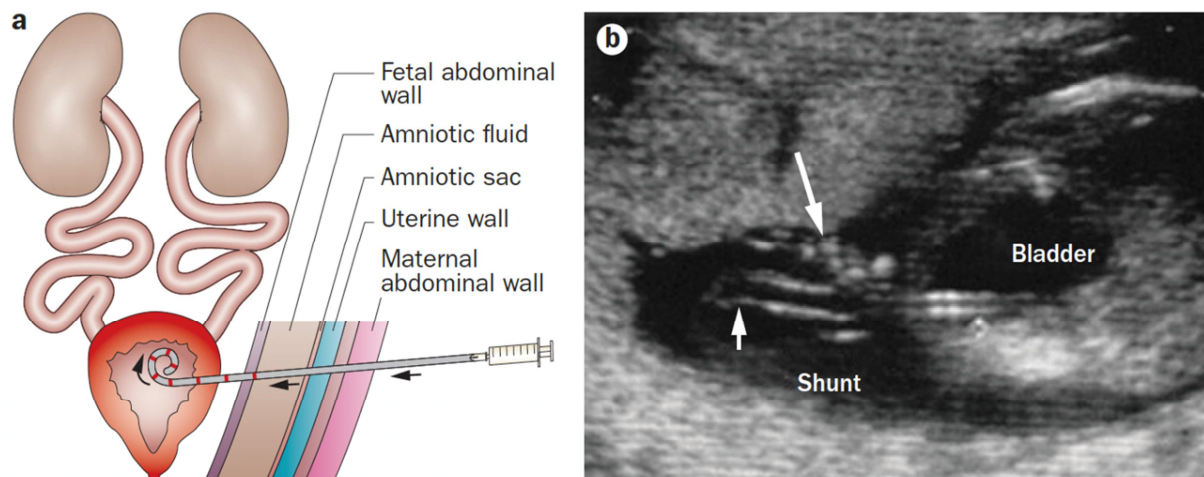 a
Fetal abdominal
wall
Amniotic fluid
Amniotic sac
Uterine wall
Maternal
abdominal wall
b
Bladder
Shunt